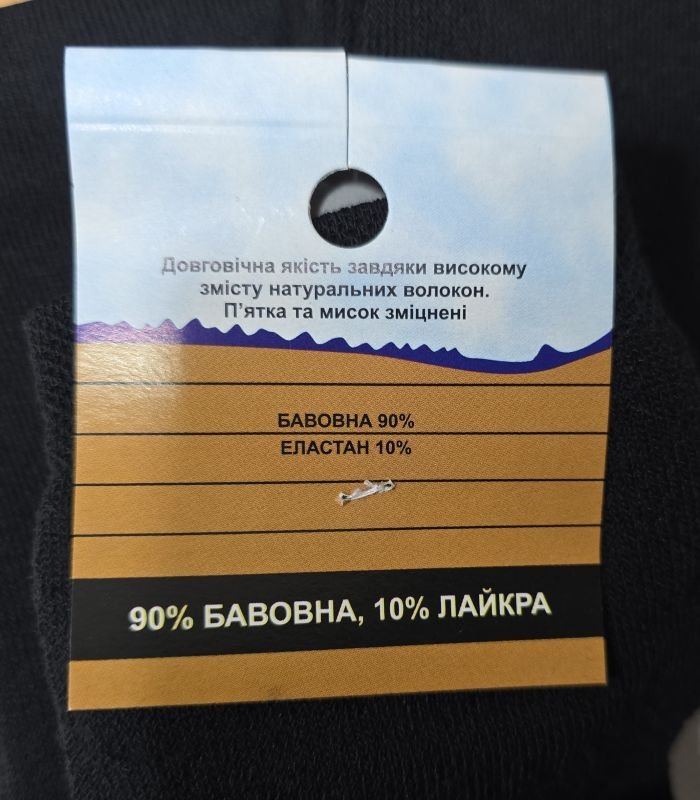 Довговічна якість завдяки високому
змісту натуральних волокон.
П'ятка та мисок зміцнені
БАВОВНА 90%
ЕЛАСТАН 10%
90% БАВОВНА, 10% ЛАЙКРА